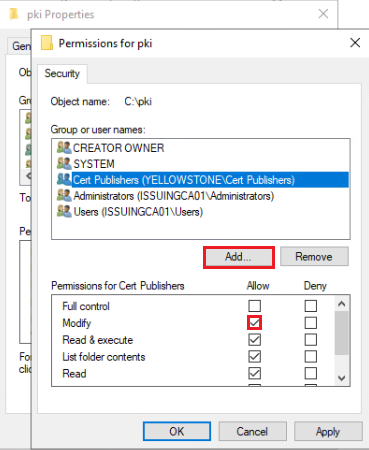 pki Properties
Permissions for pki
Gen
Security
Ob
Object name: C:\pki
Gro
Group or user names:
CREATOR OWNER
SYSTEM
Cert Publishers (YELLOWSTONE\Cert Publishers)
Administrators (ISSUINGCA01\Administrators)
Users (ISSUINGCA01\Users)
To
Add... Remove
Pe
Permissions for Cert Publishers Allow Deny
Full control
Modify
Read & execute
List folder contents
Read
For
clic
OK Cancel Apply